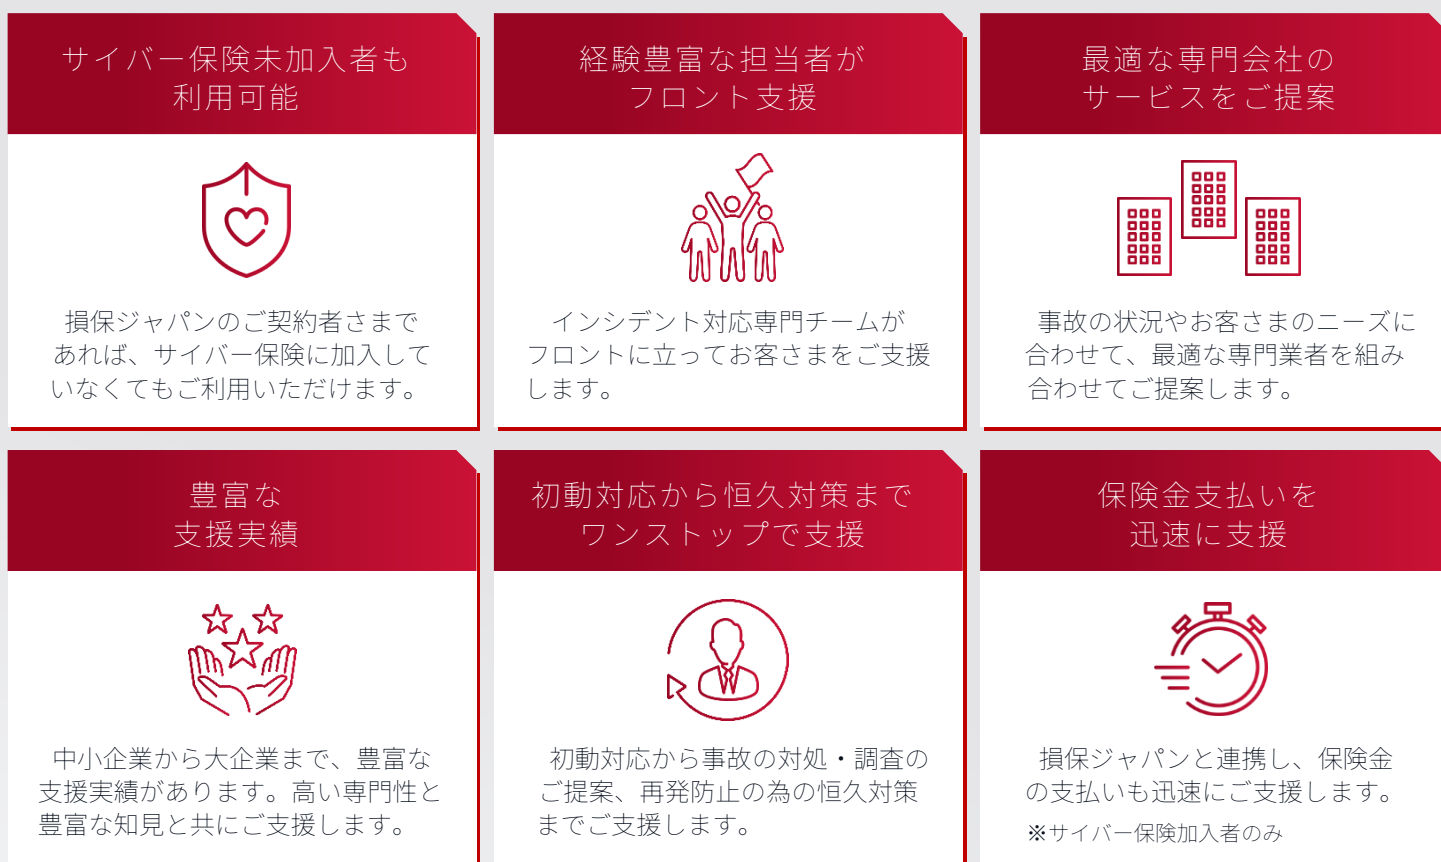 サイバー保険未加入者も
利用可能
損保ジャパンのご契約者さまで
あれば、サイバー保険に加入して
いなくてもご利用いただけます。
経験豊富な担当者が
フロント支援
インシデント対応専門チームが
フロントに立ってお客さまをご支援
します。
最適な専門会社の
サービスをご提案
事故の状況やお客さまのニーズに
合わせて、最適な専門業者を組み
合わせてご提案します。
豊富な
支援実績
中小企業から大企業まで、豊富な
支援実績があります。高い専門性と
豊富な知見と共にご支援します。
初動対応から恒久対策まで
ワンストップで支援
初動対応から事故の対処・調査の
ご提案、再発防止の為の恒久対策
までご支援します。
保険金支払いを
迅速に支援
損保ジャパンと連携し、保険金
の支払いも迅速にご支援します。
※サイバー保険加入者のみ